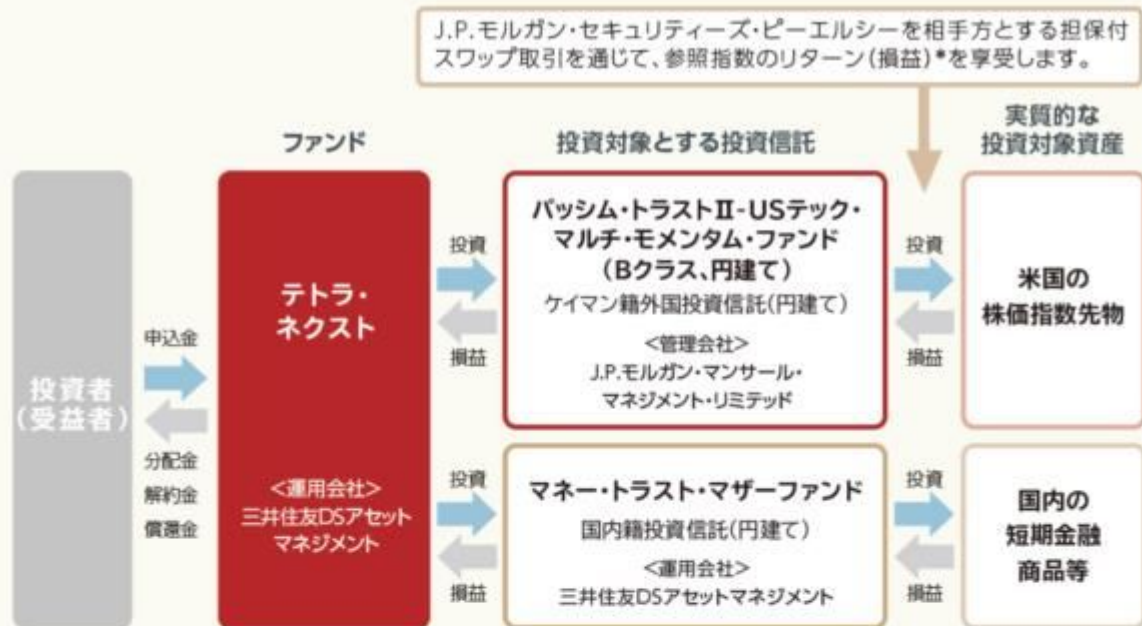 J.P.モルガン・セキュリティーズ・ピーエルシーを相手方とする担保付
スワップ取引を通じて、参照指数のリターン(損益)*を享受します。
ファンド
投資対象とする投資信託
実質的な
投資対象資産
投資者
(受益者)
申込金
分配金
解約金
償還金
テトラ・
ネクスト
<運用会社>
三井住友DSアセット
マネジメント
投資
損益
パッシム・トラストⅡ-USテック・
マルチ・モメンタム・ファンド
(Bクラス、円建て)
ケイマン籍外国投資信託(円建て)
<管理会社>
J.P.モルガン・マンサール・
マネジメント・リミテッド
投資
損益
米国の
株価指数先物
投資
損益
マネー・トラスト・マザーファンド
国内籍投資信託(円建て)
<運用会社>
三井住友DSアセットマネジメント
投資
損益
国内の
短期金融
商品等